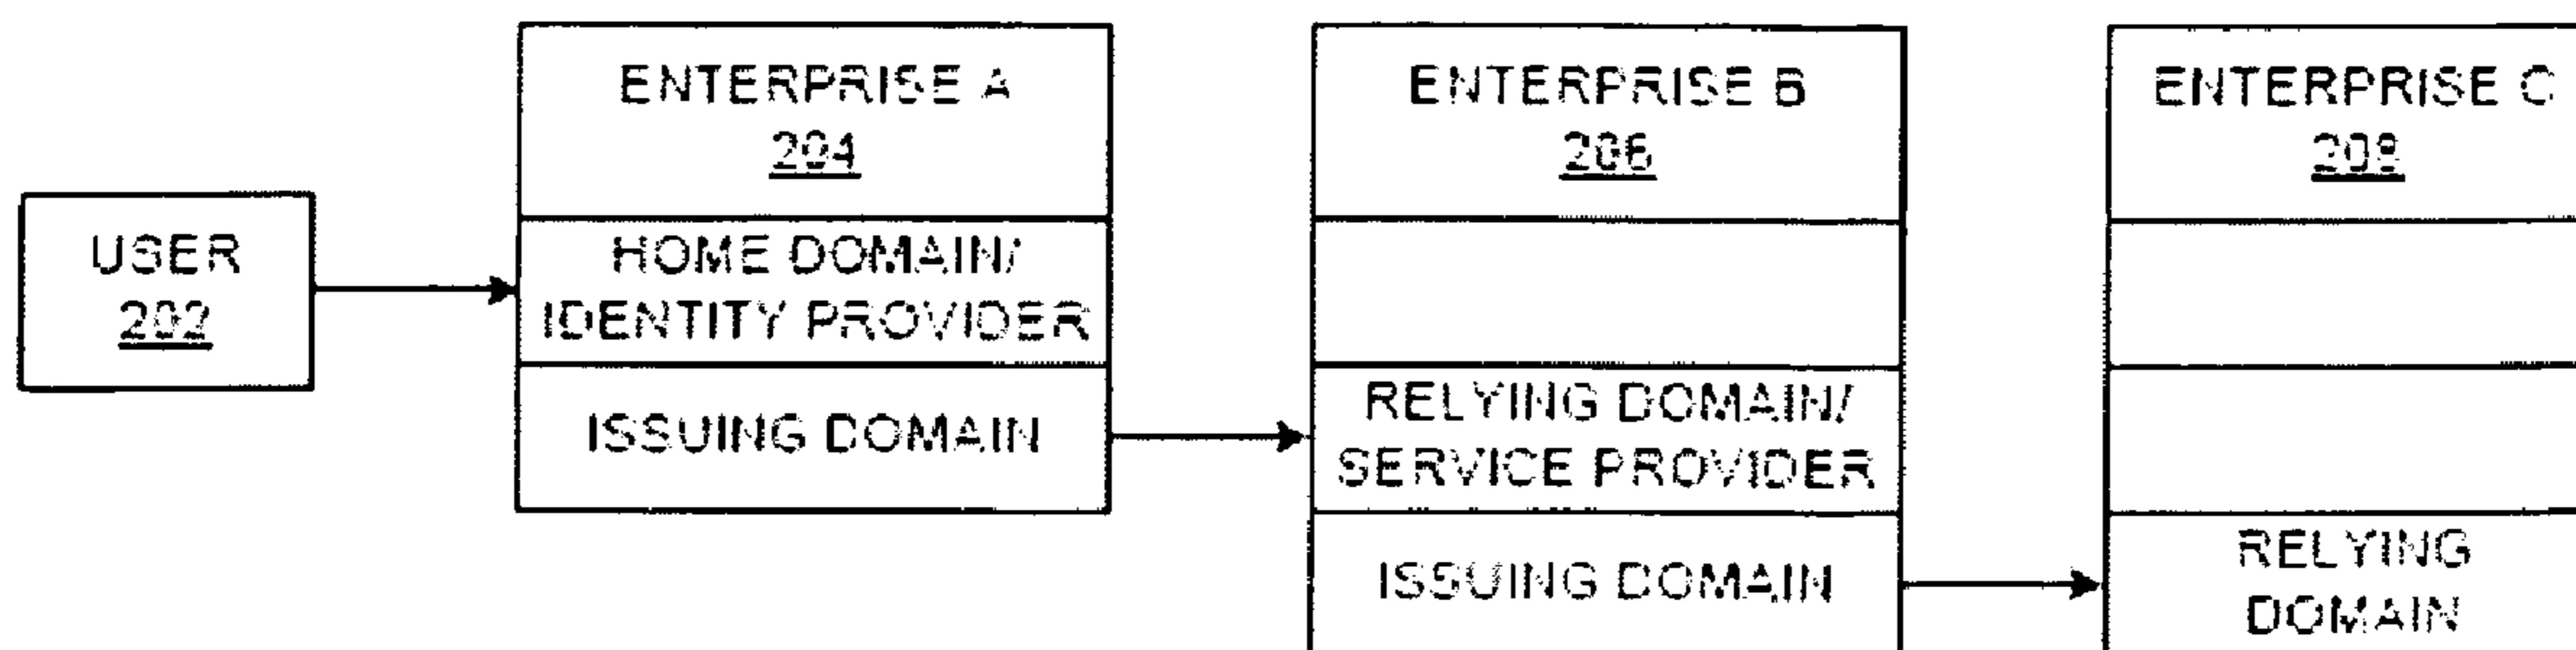 USER
202
ENTERPRISE A
204
HOME DOMAIN/
IDENTITY PROVIDER
ISSUING DOMAIN
ENTERPRISE B
206
RELYING DOMAIN/
SERVICE PROVIDER
ISSUING DOMAIN
ENTERPRISE C
208
RELYING
DOMAIN